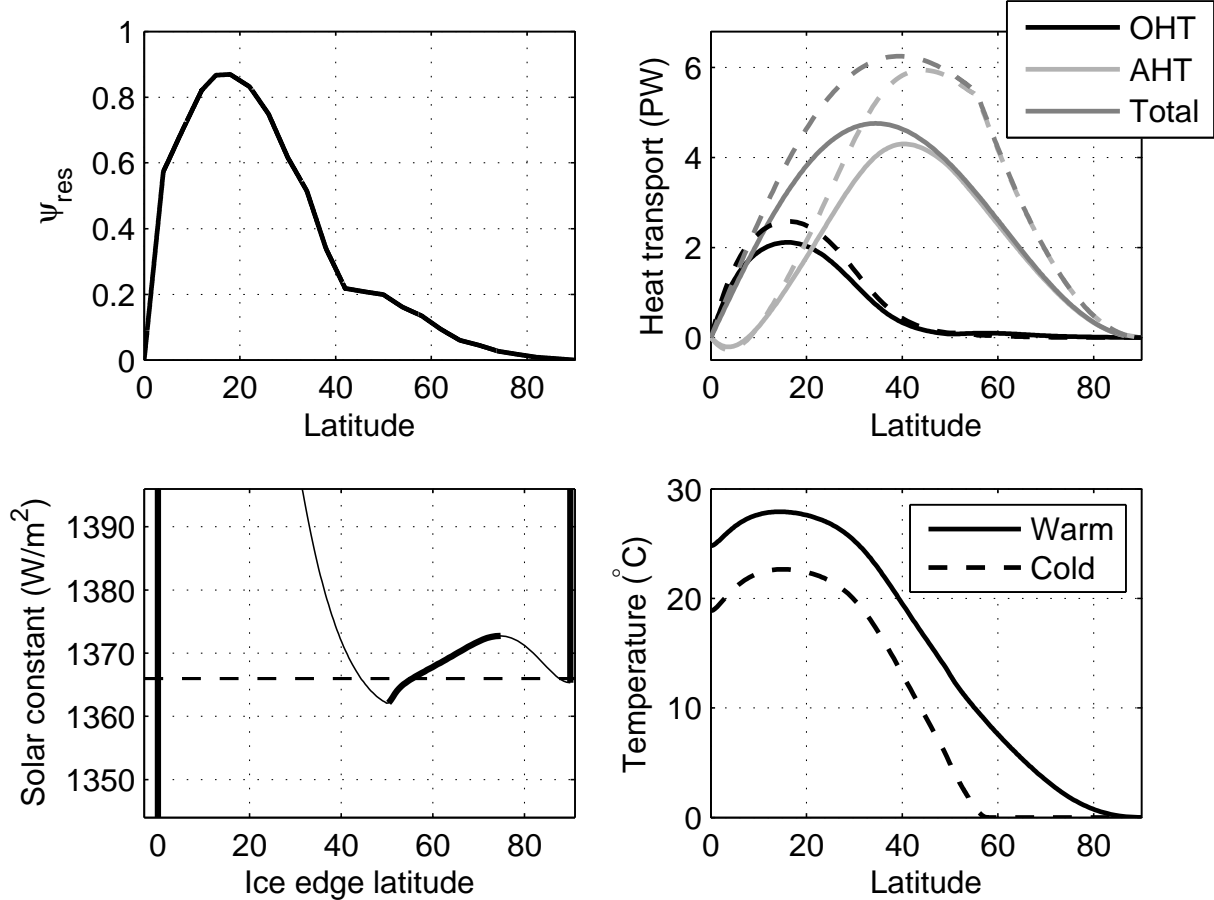 1
0.8
0.6
0.4
0.2
0
ψres
0 20 40 60 80
Latitude
6
4
2
0
Heat transport (PW)
0 20 40 60 80
Latitude
OHT
AHT
Total
1390
1380
1370
1360
1350
Solar constant (W/m²)
0 20 40 60 80
Ice edge latitude
30
20
10
0
Temperature (°C)
0 20 40 60 80
Latitude
Warm
Cold